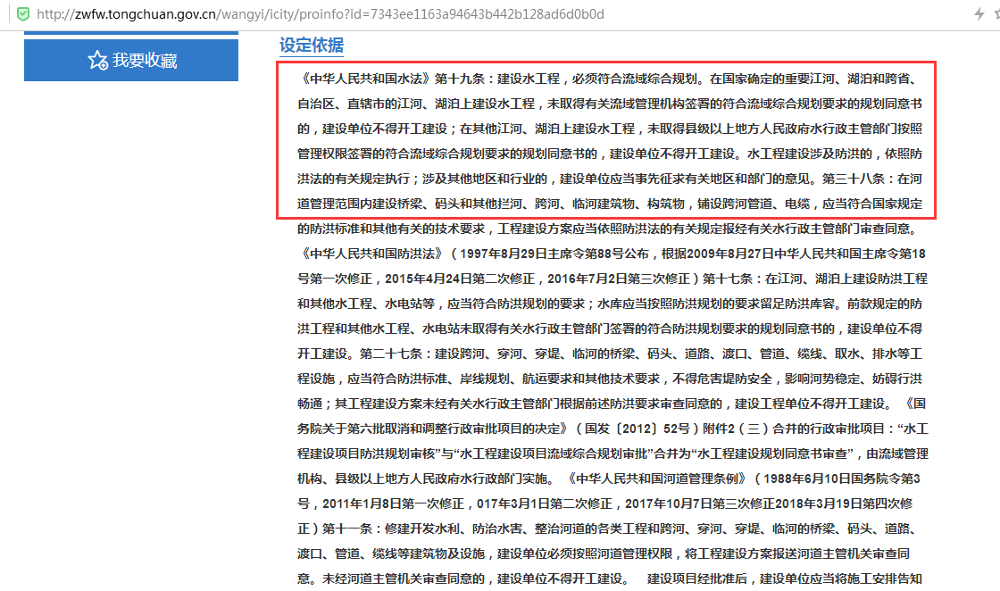 http://zwfw.tongchuan.gov.cn/wangyi/icity/proinfo?id=7343ee1163a94643b442b128ad6d0b0d
我要收藏
设定依据
《中华人民共和国水法》第十九条：建设水工程，必须符合流域综合规划。在国家确定的重要江河、湖泊和跨省、
自治区、直辖市的江河、湖泊上建设水工程，未取得有关流域管理机构签署的符合流域综合规划要求的规划同意书
的，建设单位不得开工建设；在其他江河、湖泊上建设水工程，未取得县级以上地方人民政府水行政主管部门按照
管理权限签署的符合流域综合规划要求的规划同意书的，建设单位不得开工建设。水工程建设涉及防洪的，依照防
洪法的有关规定执行；涉及其他地区和行业的，建设单位应当事先征求有关地区和部门的意见。第三十八条：在河
道管理范围内建设桥梁、码头和其他拦河、跨河、临河建筑物、构筑物，铺设跨河管道、电缆，应当符合国家规定
的防洪标准和其他有关的技术要求，工程建设方案应当依照防洪法的有关规定报经有关水行政主管部门审查同意。
《中华人民共和国防洪法》（1997年8月29日主席令第88号公布，根据2009年8月27日中华人民共和国主席令第18
号第一次修正，2015年4月24日第二次修正，2016年7月2日第三次修正）第十七条：在江河、湖泊上建设防洪工程
和其他水工程、水电站等，应当符合防洪规划的要求；水库应当按照防洪规划的要求留足防洪库容。前款规定的防
洪工程和其他水工程、水电站未取得有关水行政主管部门签署的符合防洪规划要求的规划同意书的，建设单位不得
开工建设。第二十七条：建设跨河、穿河、穿堤、临河的桥梁、码头、道路、渡口、管道、缆线、取水、排水等工
程设施，应当符合防洪标准、岸线规划、航运要求和其他技术要求，不得危害堤防安全，影响河势稳定、妨碍行洪
畅通；其工程建设方案未经有关水行政主管部门根据前述防洪要求审查同意的，建设工程单位不得开工建设。《国
务院关于第六批取消和调整行政审批项目的决定》（国发〔2012〕52号）附件2（三）合并的行政审批项目：“水工
程建设项目防洪规划审核”与“水工程建设项目流域综合规划审批”合并为“水工程建设规划同意书审查”，由流域管理
机构、县级以上地方人民政府水行政部门实施。《中华人民共和国河道管理条例》（1988年6月10日国务院令第3
号，2011年1月8日第一次修正，017年3月1日第二次修正，2017年10月7日第三次修正2018年3月19日第四次修
正）第十一条：修建开发水利、防治水害、整治河道的各类工程和跨河、穿河、穿堤、临河的桥梁、码头、道路、
渡口、管道、缆线等建筑物及设施，建设单位必须按照河道管理权限，将工程建设方案报送河道主管机关审查同
意。未经河道主管机关审查同意的，建设单位不得开工建设。 建设项目经批准后，建设单位应当将施工安排告知